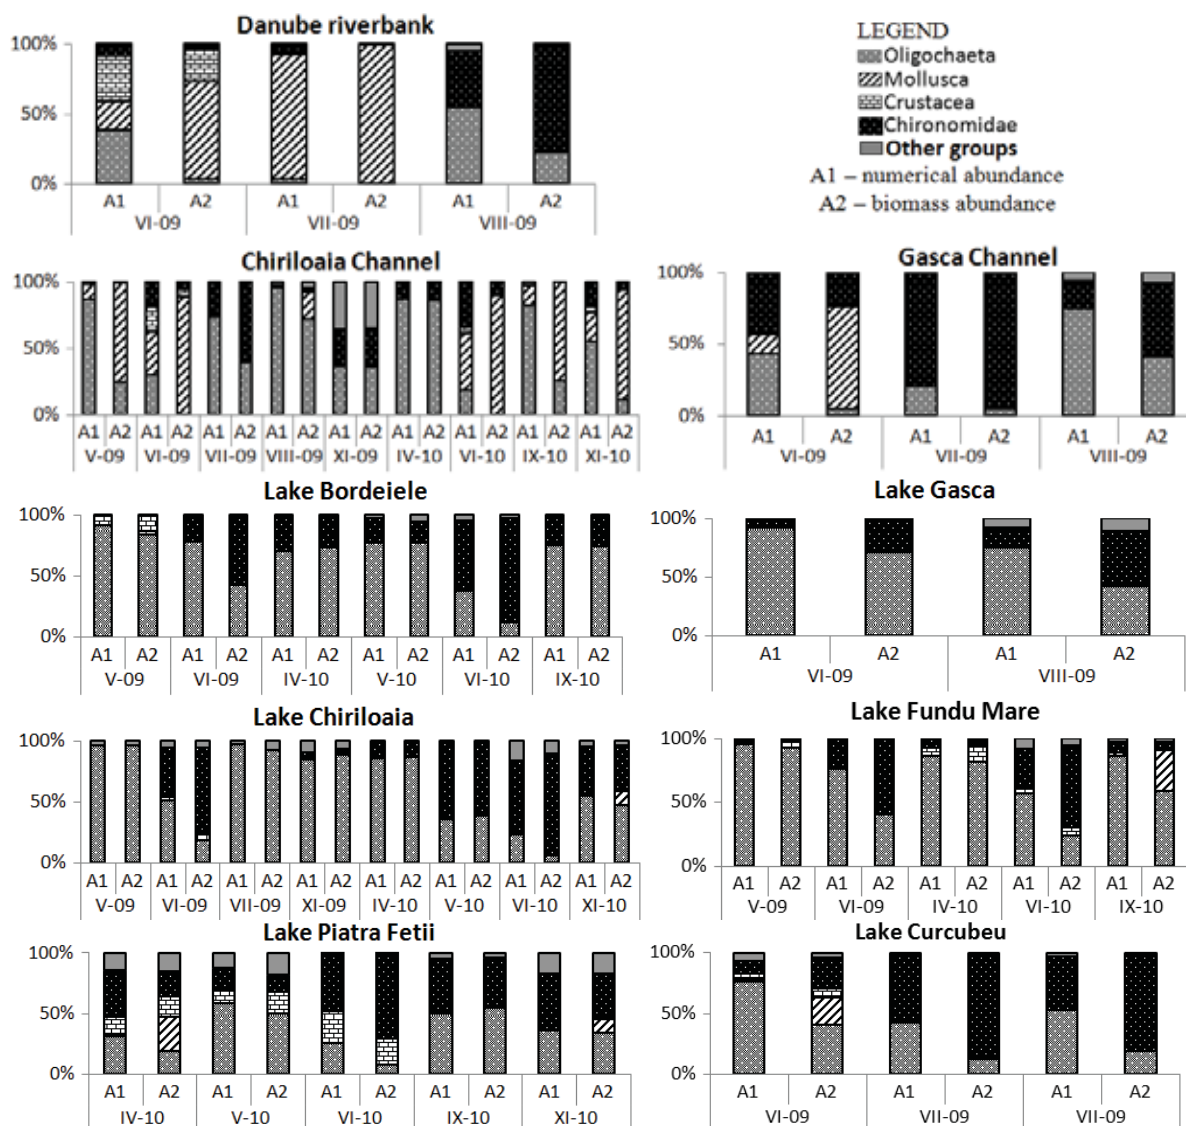 Danube riverbank
100%
50%
0%
A1 A2 A1 A2 A1 A2
VI-09 VII-09 VIII-09
LEGEND
Oligochaeta
Mollusca
Crustacea
Chironomidae
Other groups
A1 – numerical abundance
A2 – biomass abundance
Chiriloaia Channel
100%
50%
0%
A1 A2 A1 A2 A1 A2 A1 A2 A1 A2 A1 A2 A1 A2 A1 A2 A1 A2
V-09 VI-09 VII-09 VIII-09 XI-09 IV-10 VI-10 IX-10 XI-10
Gasca Channel
100%
50%
0%
A1 A2 A1 A2 A1 A2
VI-09 VII-09 VIII-09
Lake Bordeiele
100%
50%
0%
A1 A2 A1 A2 A1 A2 A1 A2 A1 A2 A1 A2
V-09 VI-09 IV-10 V-10 VI-10 IX-10
Lake Gasca
100%
50%
0%
A1 A2 A1 A2
VI-09 VIII-09
Lake Chiriloaia
100%
50%
0%
A1 A2 A1 A2 A1 A2 A1 A2 A1 A2 A1 A2 A1 A2 A1 A2
V-09 VI-09 VII-09 XI-09 IV-10 V-10 VI-10 XI-10
Lake Fundu Mare
100%
50%
0%
A1 A2 A1 A2 A1 A2 A1 A2 A1 A2
V-09 VI-09 IV-10 VI-10 IX-10
Lake Piatra Fetii
100%
50%
0%
A1 A2 A1 A2 A1 A2 A1 A2 A1 A2
IV-10 V-10 VI-10 IX-10 XI-10
Lake Curcubeu
100%
50%
0%
A1 A2 A1 A2 A1 A2
VI-09 VII-09 VII-09